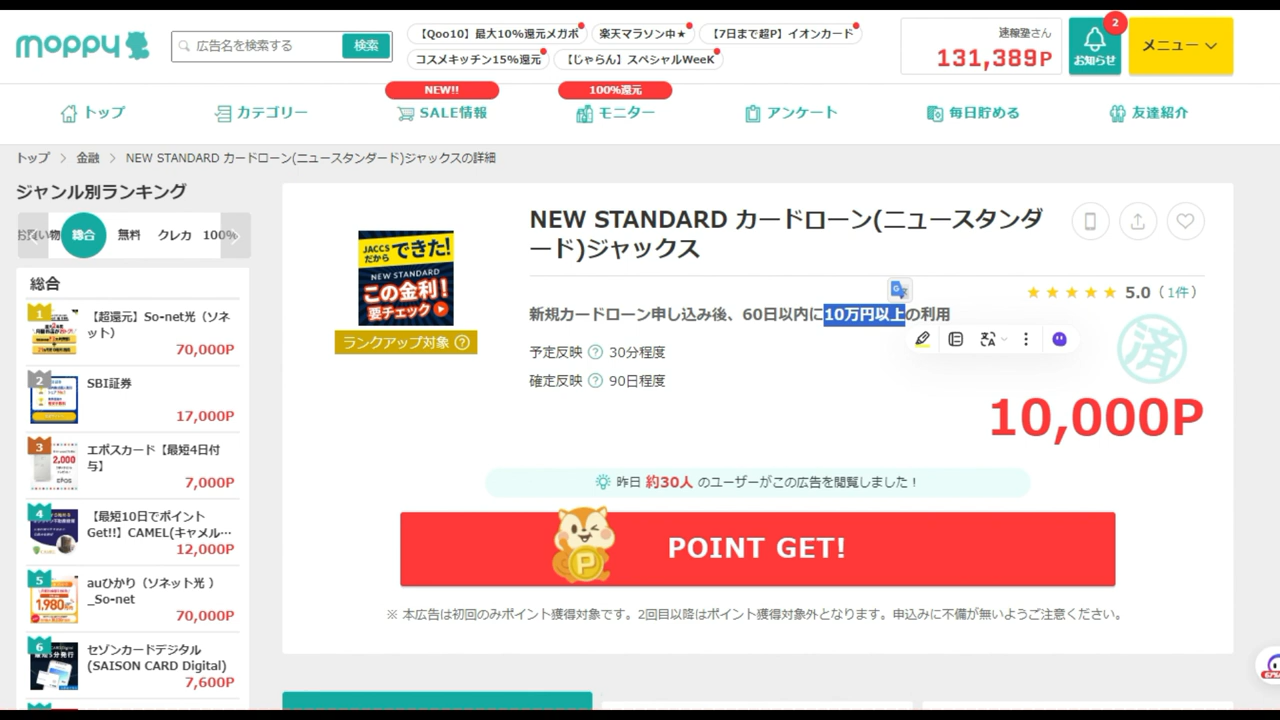 moppy
広告名を検索する
検索
【Qoo10】最大10%還元メガポ
楽天マラソン中★
【7日まで超P】イオンカード
コスメキッチン15%還元
【じゃらん】スペシャルWeeK
速稼塾さん
131,389P
2
お知らせ
メニュー
トップ
カテゴリー
NEW!!
SALE情報
100%還元
モニター
アンケート
毎日貯める
友達紹介
トップ > 金融 > NEW STANDARD カードローン(ニュースタンダード)ジャックスの詳細
ジャンル別ランキング
お買い物 総合 無料 クレカ 100%
総合
1
【超還元】So-net光（ソネット）
70,000P
2
SBI証券
17,000P
3
エポスカード【最短4日付与】
7,000P
4
【最短10日でポイントGet!!】CAMEL(キャメル…
12,000P
5
auひかり（ソネット光 ）_So-net
70,000P
6
セゾンカードデジタル(SAISON CARD Digital)
7,600P
JACCS
だから できた!
NEW STANDARD
この金利!
要チェック
ランクアップ対象 ?
NEW STANDARD カードローン(ニュースタンダ
ード)ジャックス
★★★★★ 5.0（1件）
新規カードローン申し込み後、60日以内に10万円以上の利用
予定反映 ? 30分程度
確定反映 ? 90日程度
済
10,000P
昨日 約30人 のユーザーがこの広告を閲覧しました！
P
POINT GET!
※ 本広告は初回のみポイント獲得対象です。2回目以降はポイント獲得対象外となります。申込みに不備が無いようご注意ください。